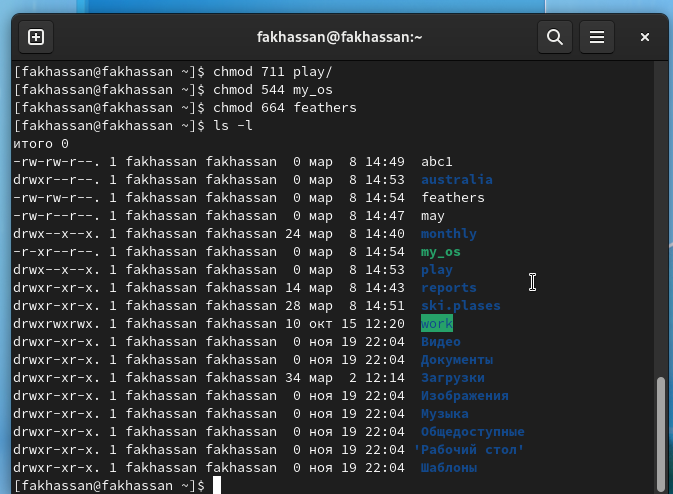 fakhassan@fakhassan:~
[fakhassan@fakhassan ~]$ chmod 711 play/
[fakhassan@fakhassan ~]$ chmod 544 my_os
[fakhassan@fakhassan ~]$ chmod 664 feathers
[fakhassan@fakhassan ~]$ ls -l
итого 0
-rw-rw-r--. 1 fakhassan fakhassan  0 мар  8 14:49  abc1
drwxr--r--. 1 fakhassan fakhassan  0 мар  8 14:53  australia
-rw-rw-r--. 1 fakhassan fakhassan  0 мар  8 14:54  feathers
-rw-r--r--. 1 fakhassan fakhassan  0 мар  8 14:47  may
drwx--x--x. 1 fakhassan fakhassan 24 мар  8 14:40  monthly
-r-xr--r--. 1 fakhassan fakhassan  0 мар  8 14:54  my_os
drwx--x--x. 1 fakhassan fakhassan  0 мар  8 14:53  play
drwxr-xr-x. 1 fakhassan fakhassan 14 мар  8 14:43  reports
drwxr-xr-x. 1 fakhassan fakhassan 28 мар  8 14:51  ski.plases
drwxrwxrwx. 1 fakhassan fakhassan 10 окт 15 12:20  work
drwxr-xr-x. 1 fakhassan fakhassan  0 ноя 19 22:04  Видео
drwxr-xr-x. 1 fakhassan fakhassan  0 ноя 19 22:04  Документы
drwxr-xr-x. 1 fakhassan fakhassan 34 мар  2 12:14  Загрузки
drwxr-xr-x. 1 fakhassan fakhassan  0 ноя 19 22:04  Изображения
drwxr-xr-x. 1 fakhassan fakhassan  0 ноя 19 22:04  Музыка
drwxr-xr-x. 1 fakhassan fakhassan  0 ноя 19 22:04  Общедоступные
drwxr-xr-x. 1 fakhassan fakhassan  0 ноя 19 22:04 'Рабочий стол'
drwxr-xr-x. 1 fakhassan fakhassan  0 ноя 19 22:04  Шаблоны
[fakhassan@fakhassan ~]$